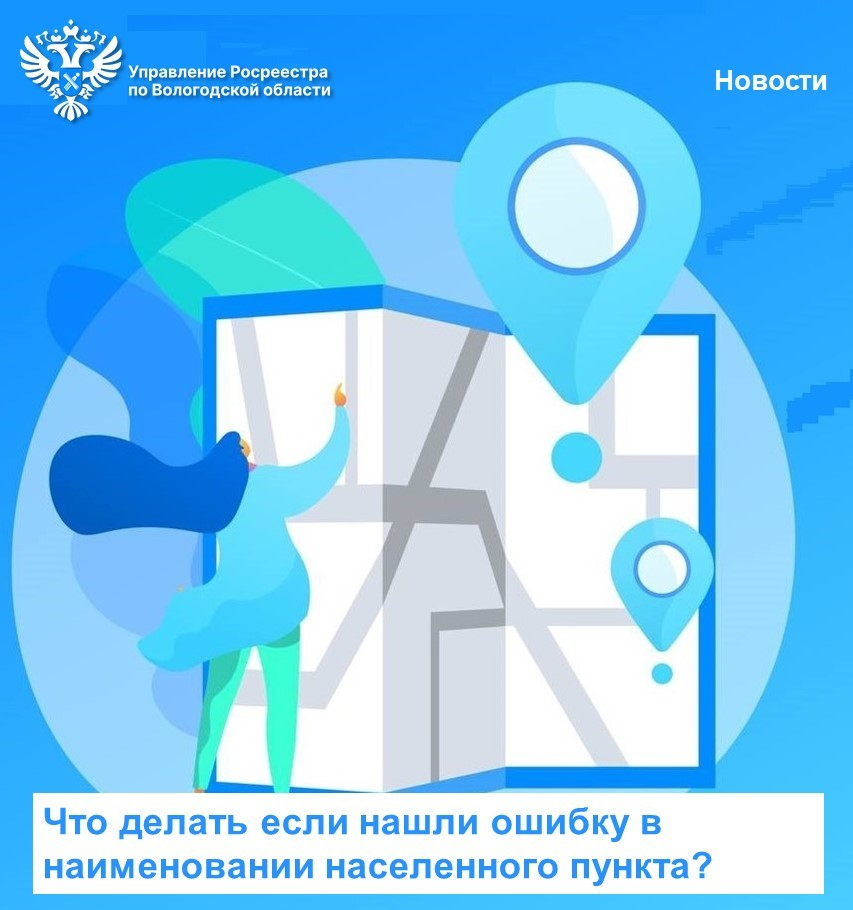 Управление Росреестра
по Вологодской области
Новости
Что делать если нашли ошибку в
наименовании населенного пункта?